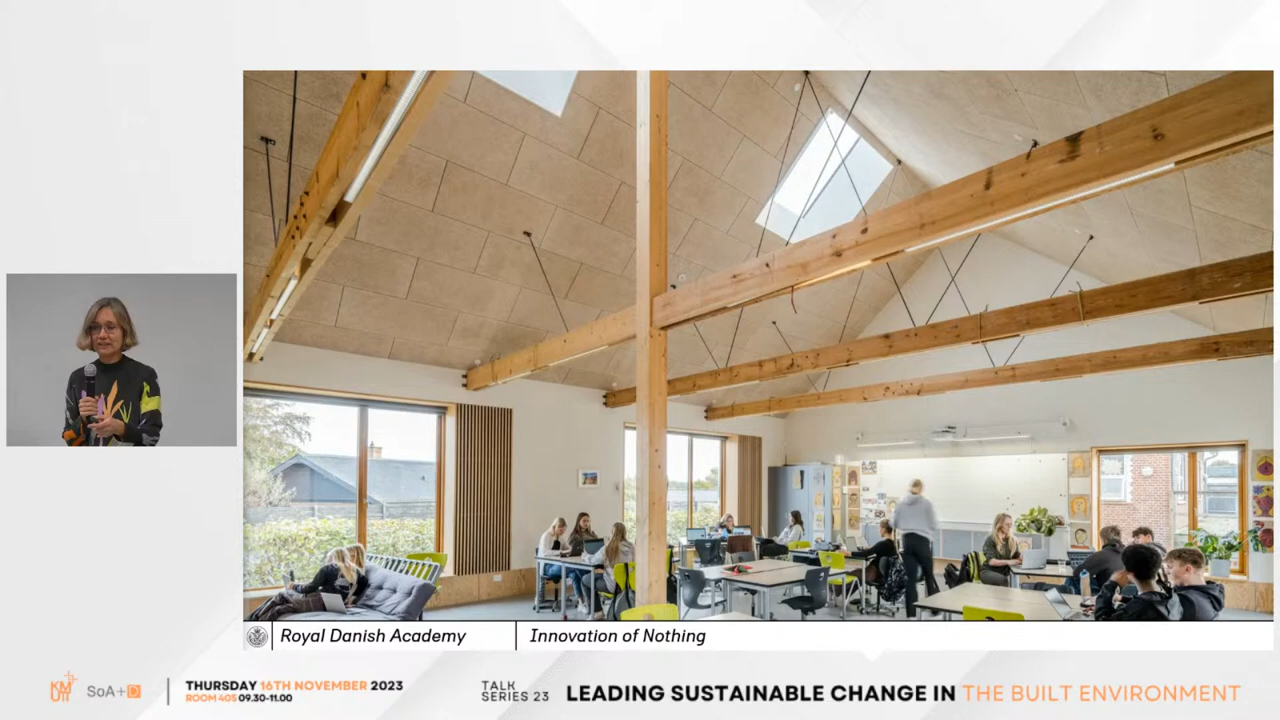 Royal Danish Academy
Innovation of Nothing
KMUTT
SoA+D
THURSDAY 16TH NOVEMBER 2023
ROOM 405 09.30-11.00
TALK
SERIES 23
LEADING SUSTAINABLE CHANGE IN THE BUILT ENVIRONMENT